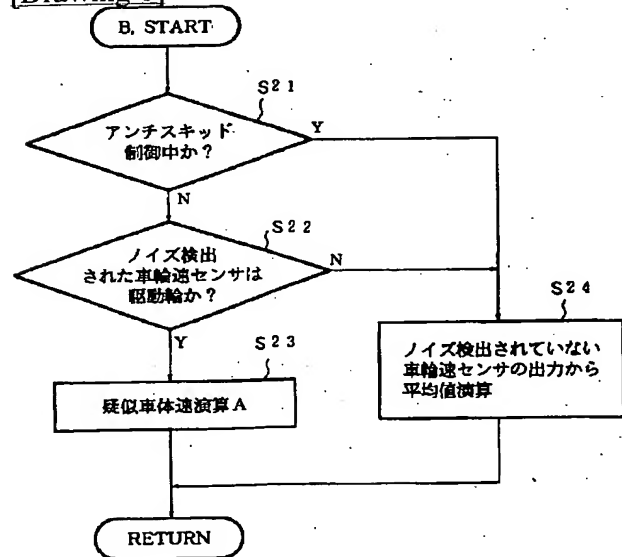 B. START
S21
アンチスキッド
制御中か?
Y
N
S22
ノイズ検出
された車輪速センサは
駆動輪か?
N
Y
S23
疑似車体速演算A
S24
ノイズ検出されていない
車輪速センサの出力から
平均値演算
RETURN